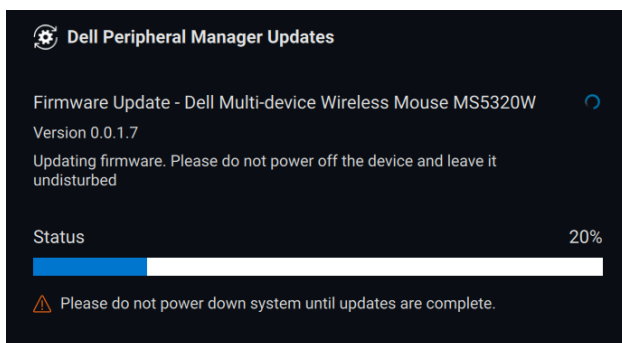 Dell Peripheral Manager Updates
Firmware Update - Dell Multi-device Wireless Mouse MS5320W
Version 0.0.1.7
Updating firmware. Please do not power off the device and leave it
undisturbed
Status 20%
Please do not power down system until updates are complete.